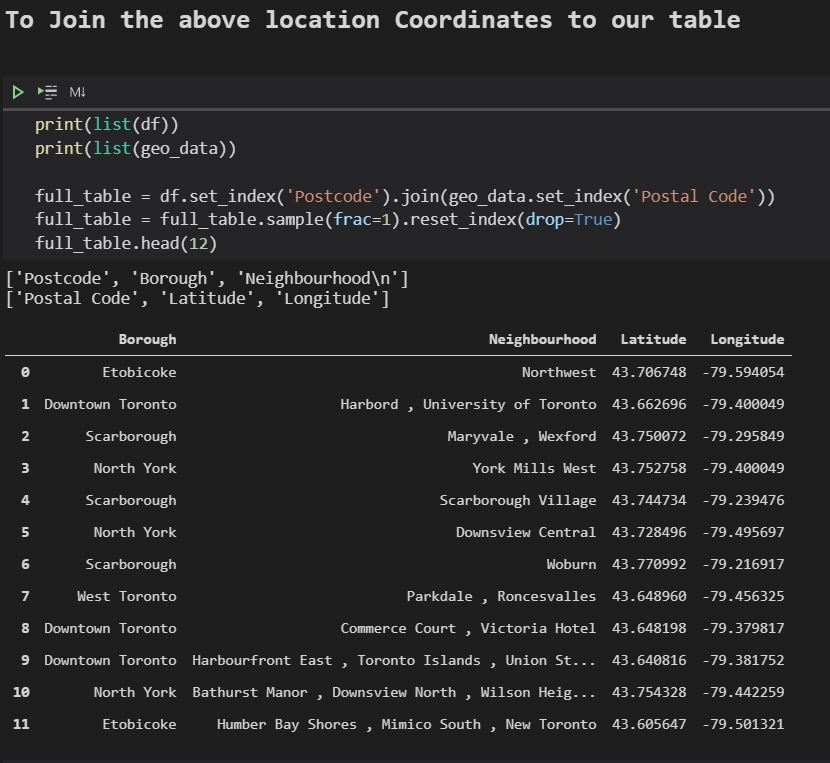 To Join the above location Coordinates to our table
M↓
print(list(df))
print(list(geo_data))
full_table = df.set_index('Postcode').join(geo_data.set_index('Postal Code'))
full_table = full_table.sample(frac=1).reset_index(drop=True)
full_table.head(12)
['Postcode', 'Borough', 'Neighbourhood\n']
['Postal Code', 'Latitude', 'Longitude']
Borough Neighbourhood Latitude Longitude
0 Etobicoke Northwest 43.706748 -79.594054
1 Downtown Toronto Harbord , University of Toronto 43.662696 -79.400049
2 Scarborough Maryvale , Wexford 43.750072 -79.295849
3 North York York Mills West 43.752758 -79.400049
4 Scarborough Scarborough Village 43.744734 -79.239476
5 North York Downsview Central 43.728496 -79.495697
6 Scarborough Woburn 43.770992 -79.216917
7 West Toronto Parkdale , Roncesvalles 43.648960 -79.456325
8 Downtown Toronto Commerce Court , Victoria Hotel 43.648198 -79.379817
9 Downtown Toronto Harbourfront East , Toronto Islands , Union St... 43.640816 -79.381752
10 North York Bathurst Manor , Downsview North , Wilson Heig... 43.754328 -79.442259
11 Etobicoke Humber Bay Shores , Mimico South , New Toronto 43.605647 -79.501321